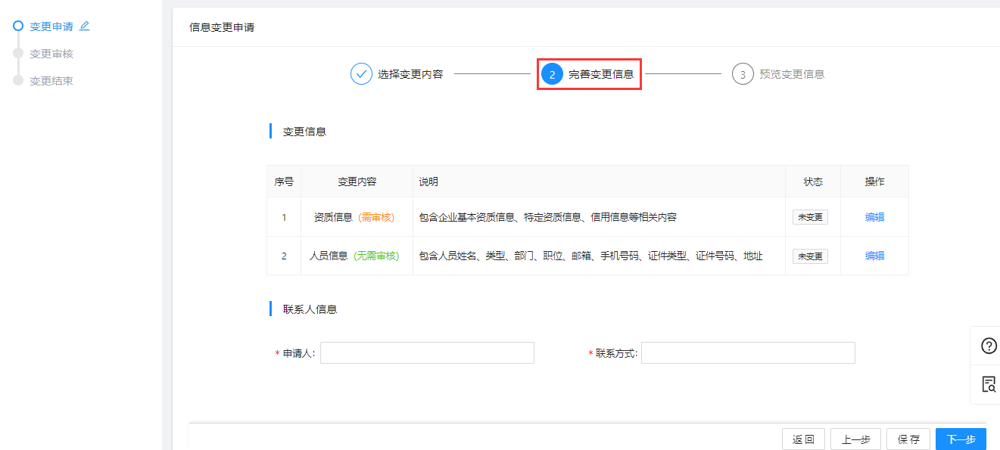 变更申请
变更审核
变更结束
信息变更申请
选择变更内容
2 完善变更信息
3 预览变更信息
变更信息
序号 变更内容 说明 状态 操作
1 资质信息 (需审核) 包含企业基本资质信息、特定资质信息、信用信息等相关内容 未变更 编辑
2 人员信息 (无需审核) 包含人员姓名、类型、部门、职位、邮箱、手机号码、证件类型、证件号码、地址 未变更 编辑
联系人信息
* 申请人: * 联系方式:
返回 上一步 保存 下一步